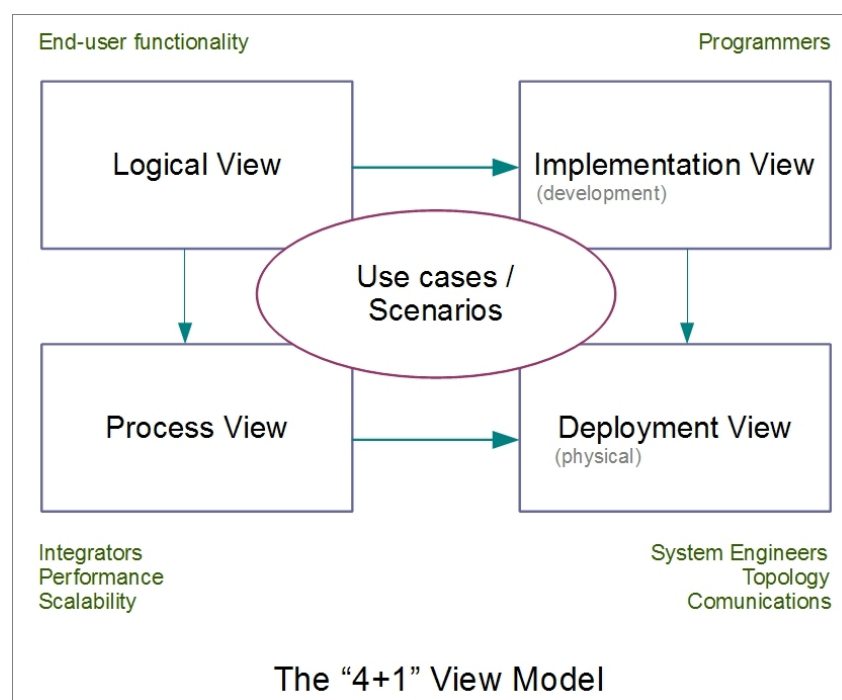 End-user functionality
Programmers
Logical View
Implementation View
(development)
Use cases /
Scenarios
Process View
Deployment View
(physical)
Integrators
Performance
Scalability
System Engineers
Topology
Comunications
The “4+1” View Model